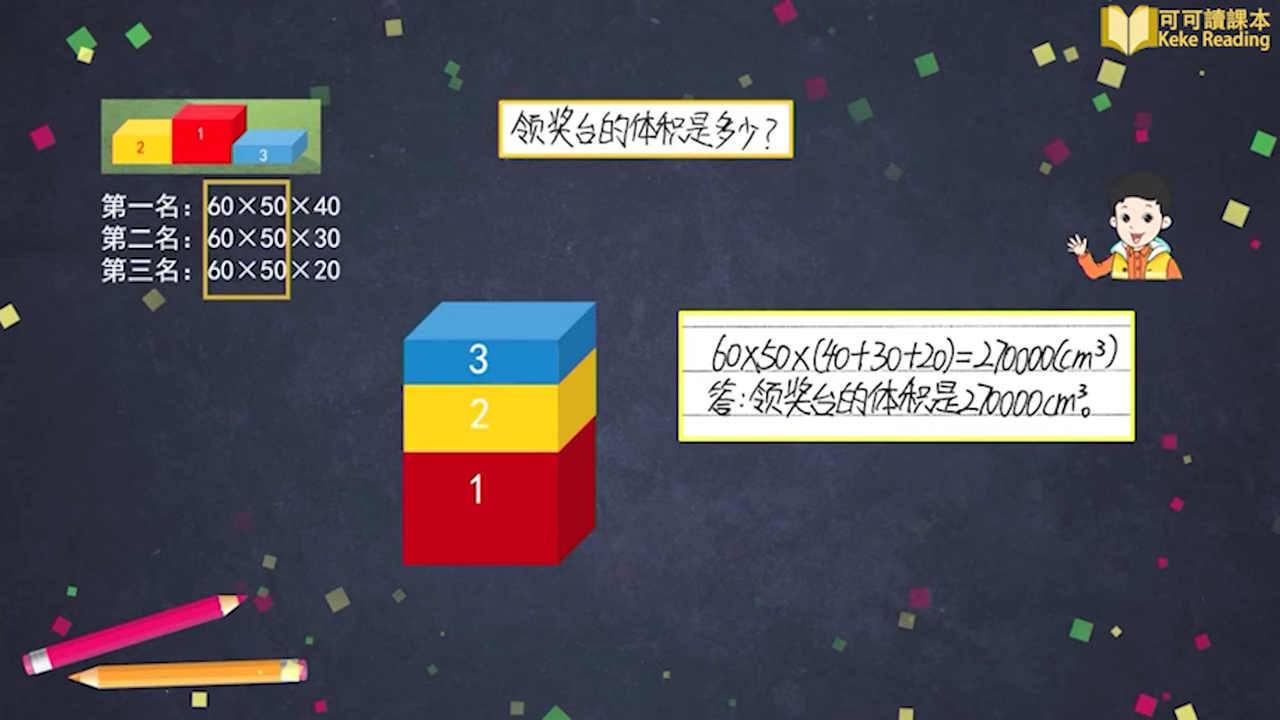 可可讀課本
Keke Reading
领奖台的体积是多少?
2
1
3
第一名：60×50×40
第二名：60×50×30
第三名：60×50×20
3
2
1
60×50×(40+30+20)=270000(cm³)
答:领奖台的体积是270000cm³。